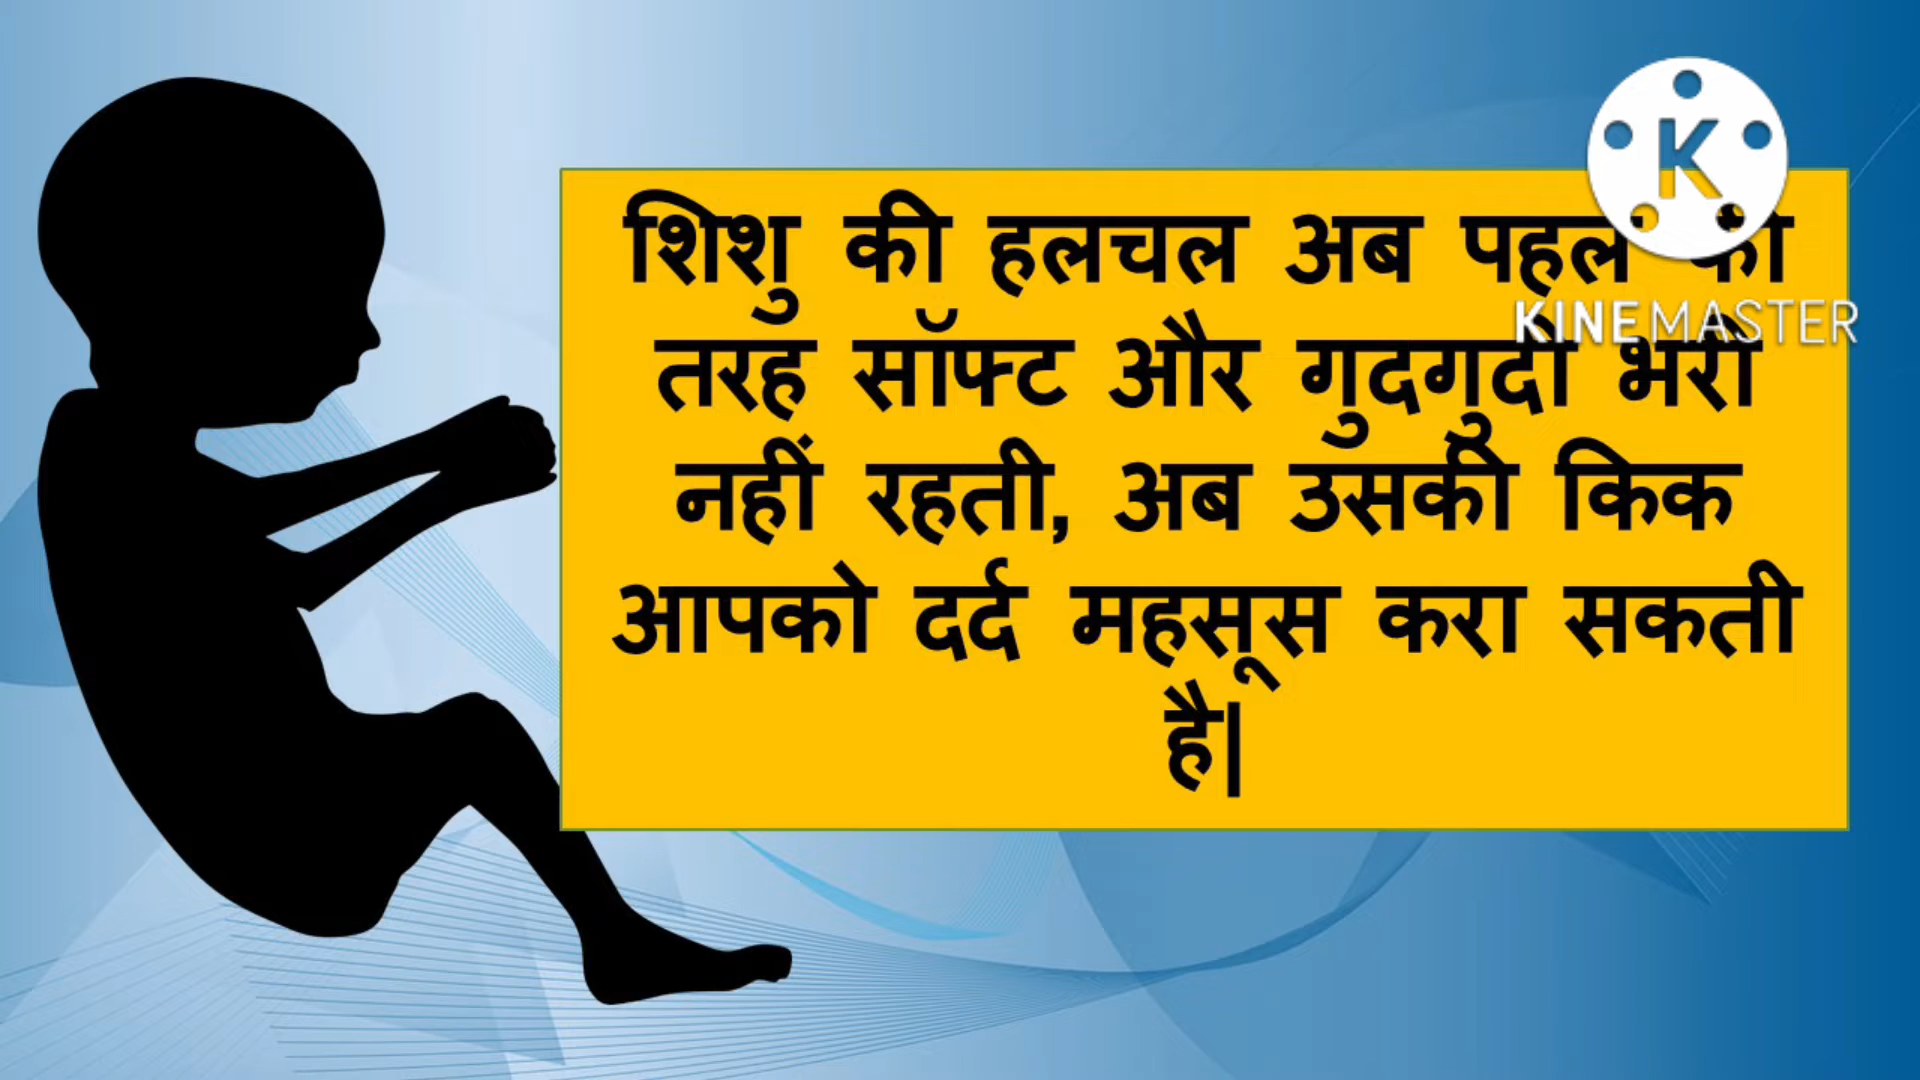 शिशु की हलचल अब पहले की
तरह सॉफ्ट और गुदगुदी भरी
नहीं रहती, अब उसकी किक
आपको दर्द महसूस करा सकती
है|
K
KINEMASTER